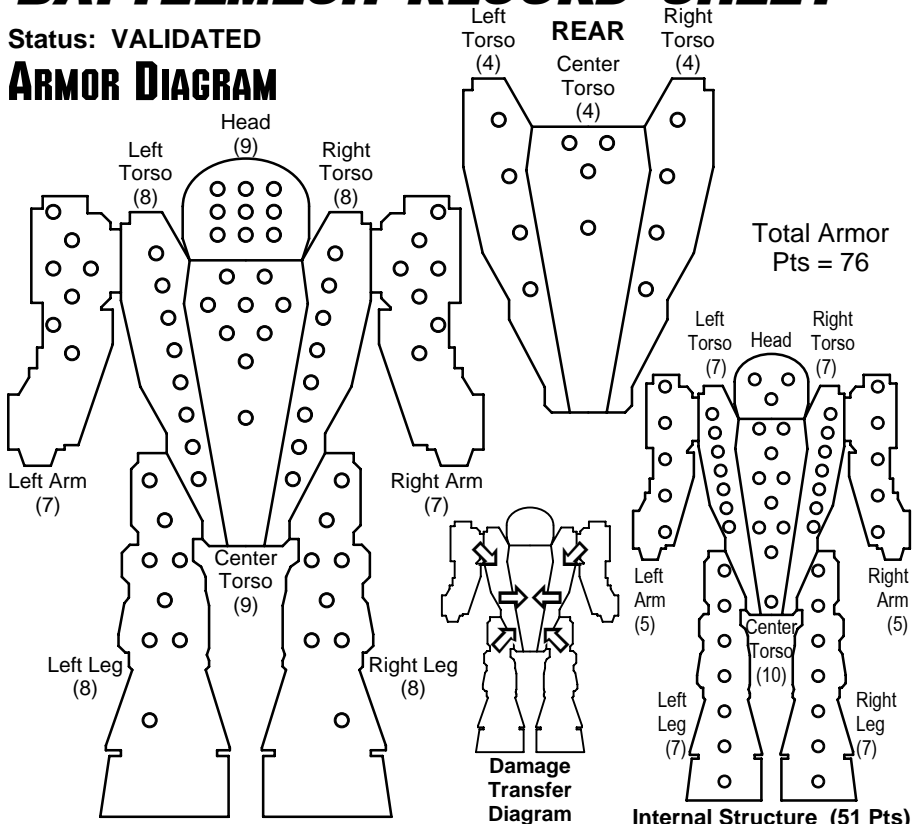 BATTLEMECH RECORD SHEET
Status: VALIDATED
ARMOR DIAGRAM
Left
Torso
(4)
REAR
Center
Torso
(4)
Right
Torso
(4)
Head
(9)
Left
Torso
(8)
Right
Torso
(8)
Total Armor
Pts = 76
Left Arm
(7)
Right Arm
(7)
Center
Torso
(9)
Left Leg
(8)
Right Leg
(8)
Damage
Transfer
Diagram
Left
Torso
(7)
Head
Right
Torso
(7)
Left
Arm
(5)
Right
Arm
(5)
Center
Torso
(10)
Left
Leg
(7)
Right
Leg
(7)
Internal Structure (51 Pts)